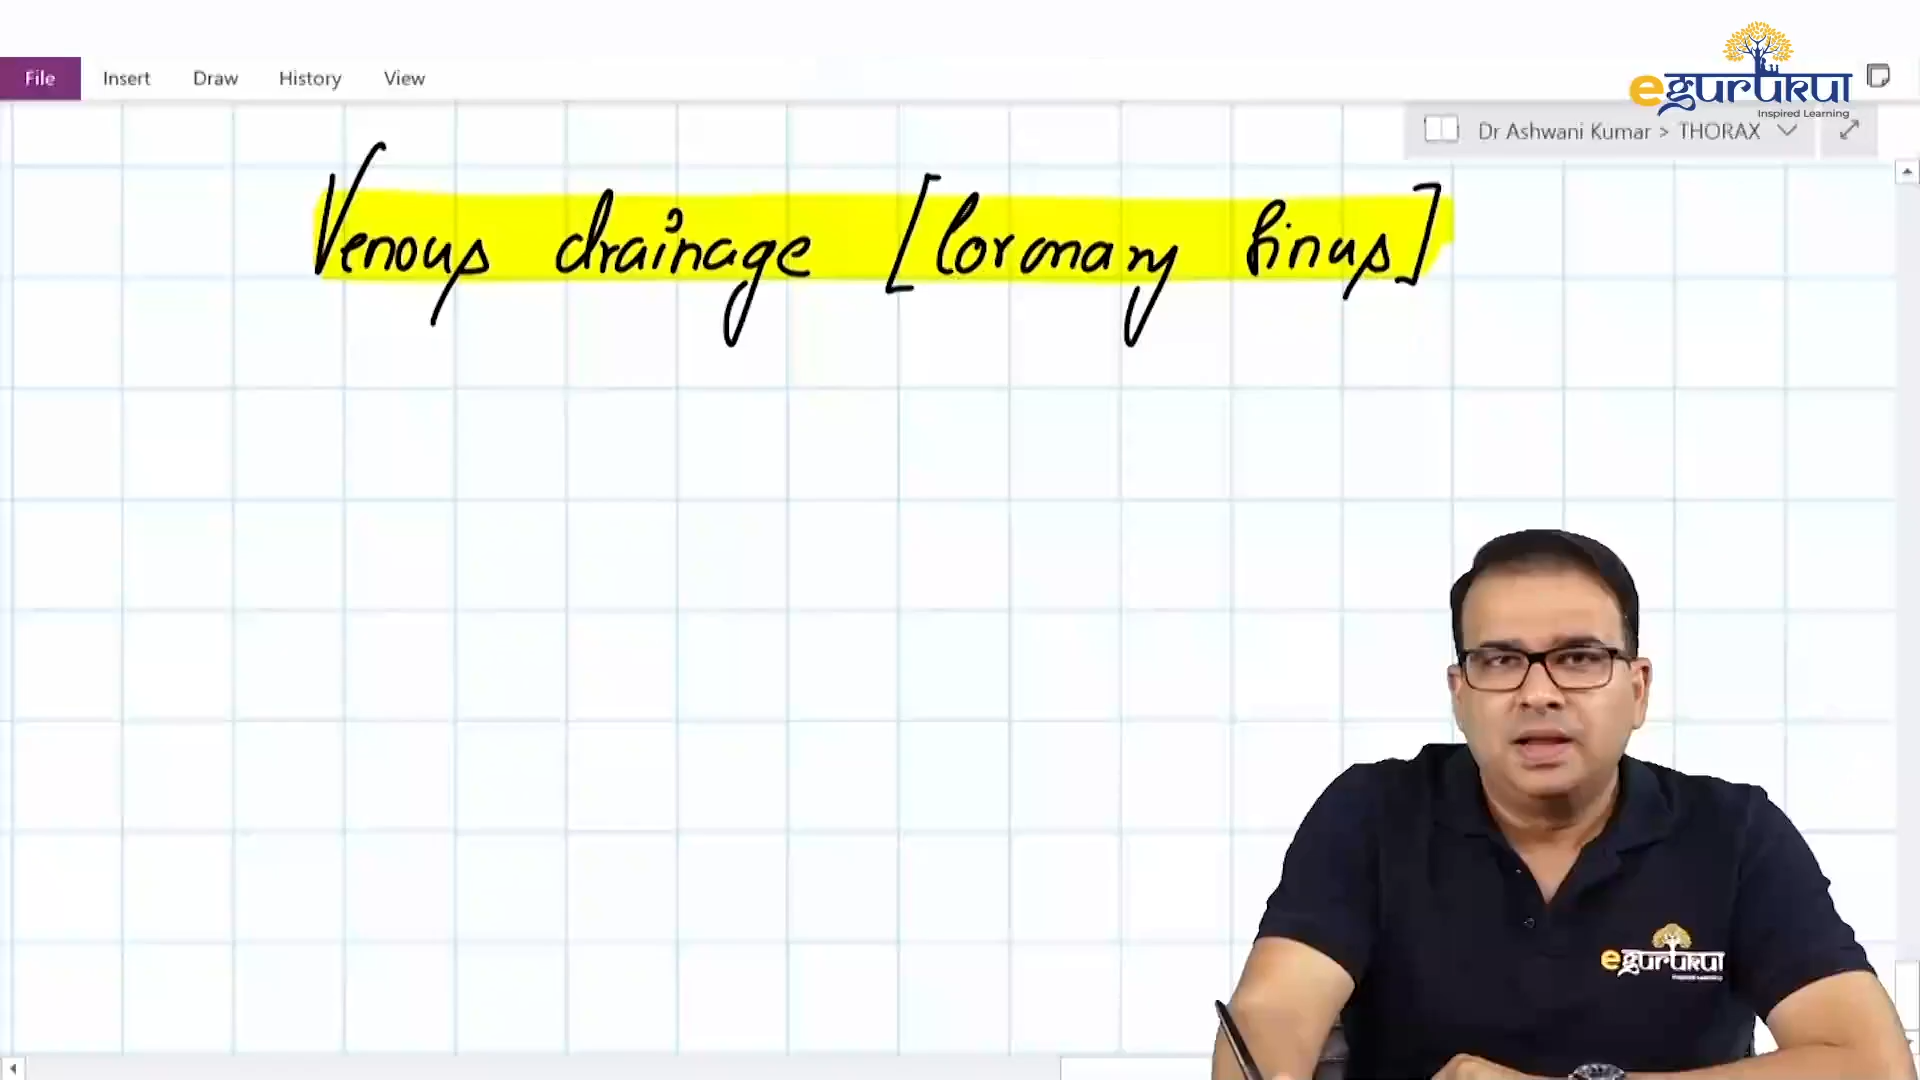 egurukul
Inspired Learning
File Insert Draw History View
Dr Ashwani Kumar > THORAX
Venous drainage [Coronary Sinus]
egurukul